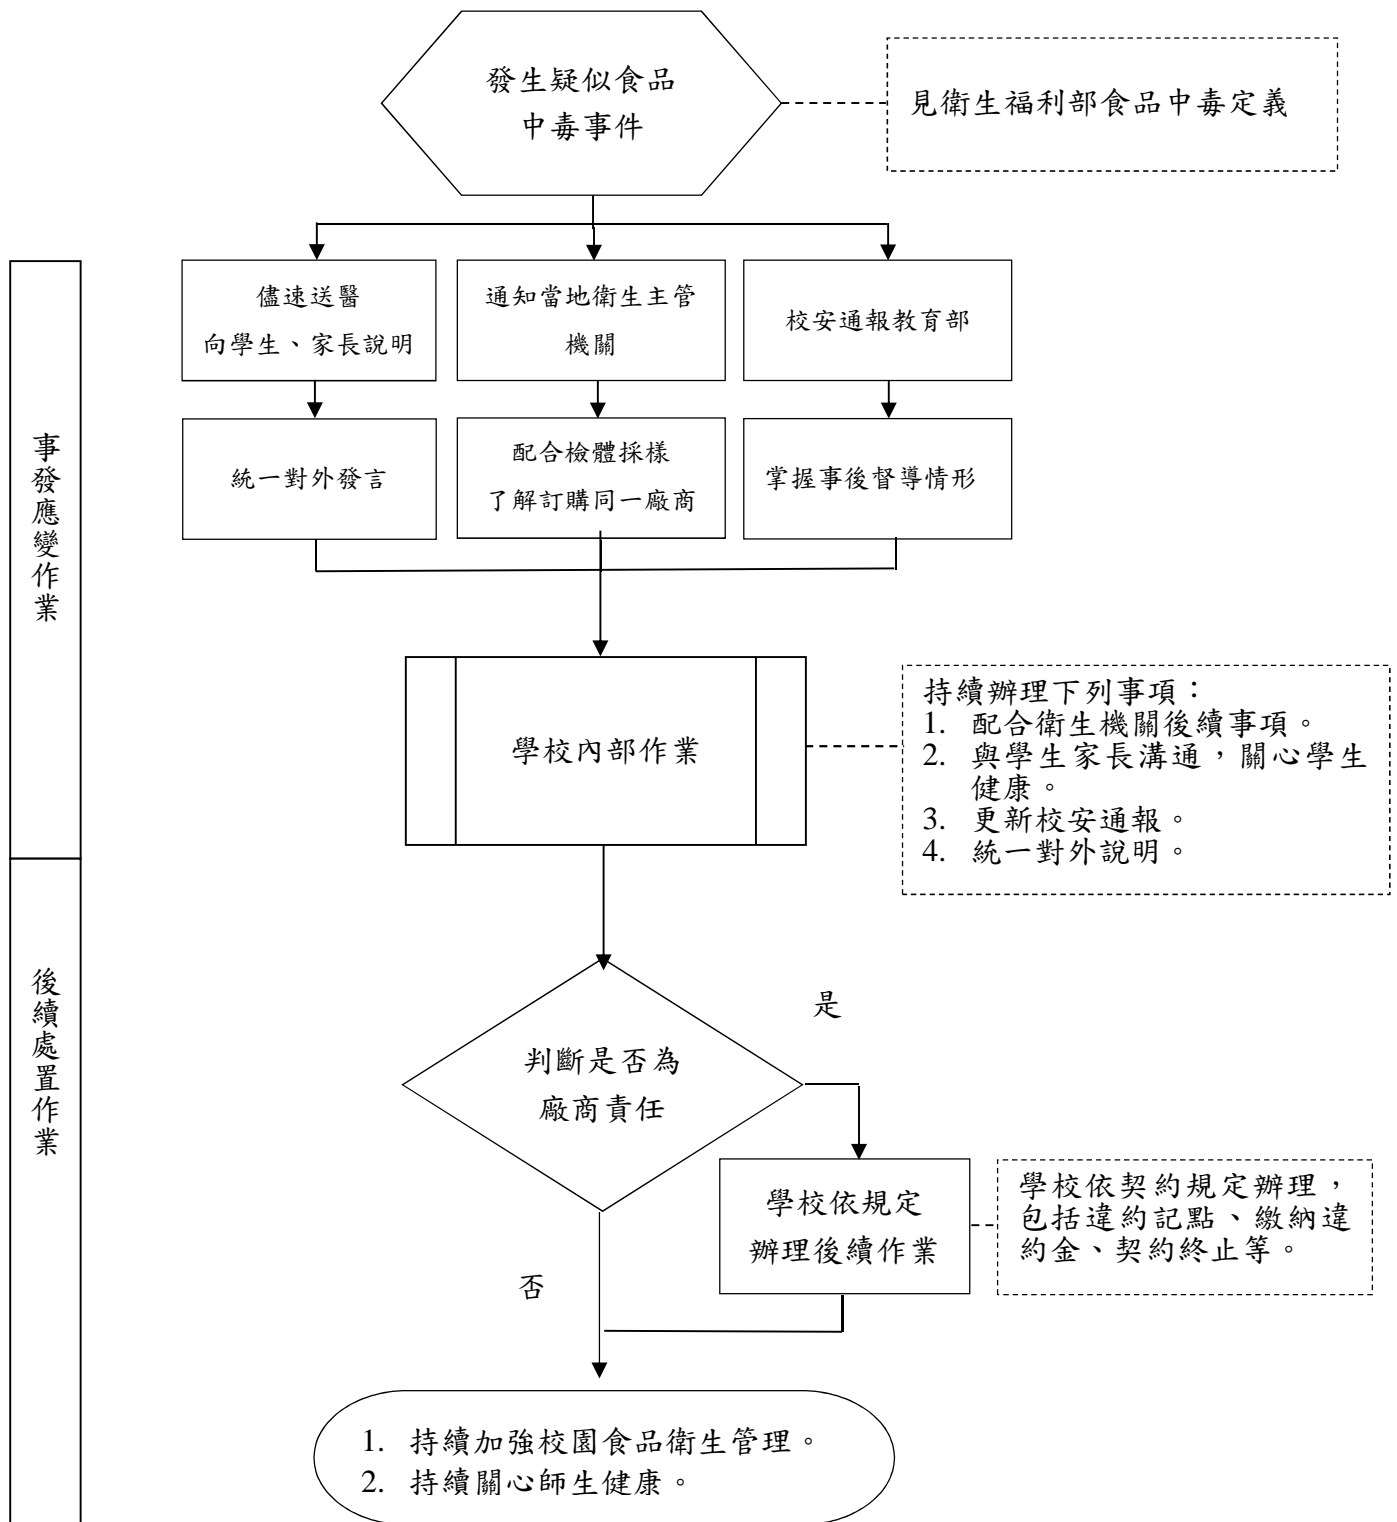 發生疑似食品
中毒事件
見衛生福利部食品中毒定義
事發應變作業
儘速送醫
向學生、家長說明
通知當地衛生主管
機關
校安通報教育部
統一對外發言
配合檢體採樣
了解訂購同一廠商
掌握事後督導情形
學校內部作業
持續辦理下列事項：
1. 配合衛生機關後續事項。
2. 與學生家長溝通，關心學生
健康。
3. 更新校安通報。
4. 統一對外說明。
後續處置作業
判斷是否為
廠商責任
是
學校依規定
辦理後續作業
學校依契約規定辦理，
包括違約記點、繳納違
約金、契約終止等。
否
1. 持續加強校園食品衛生管理。
2. 持續關心師生健康。